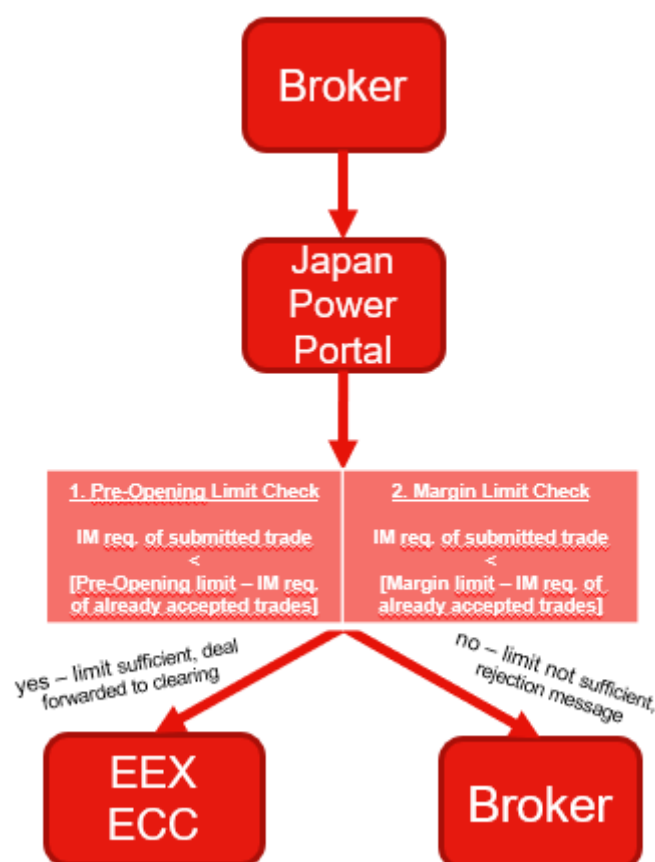 Broker
Japan
Power
Portal
1. Pre-Opening Limit Check
IM req. of submitted trade
<
[Pre-Opening limit – IM req.
of already accepted trades]
2. Margin Limit Check
IM req. of submitted trade
<
[Margin limit – IM req. of
already accepted trades]
yes – limit sufficient, deal
forwarded to clearing
no – limit not sufficient,
rejection message
EEX
ECC
Broker